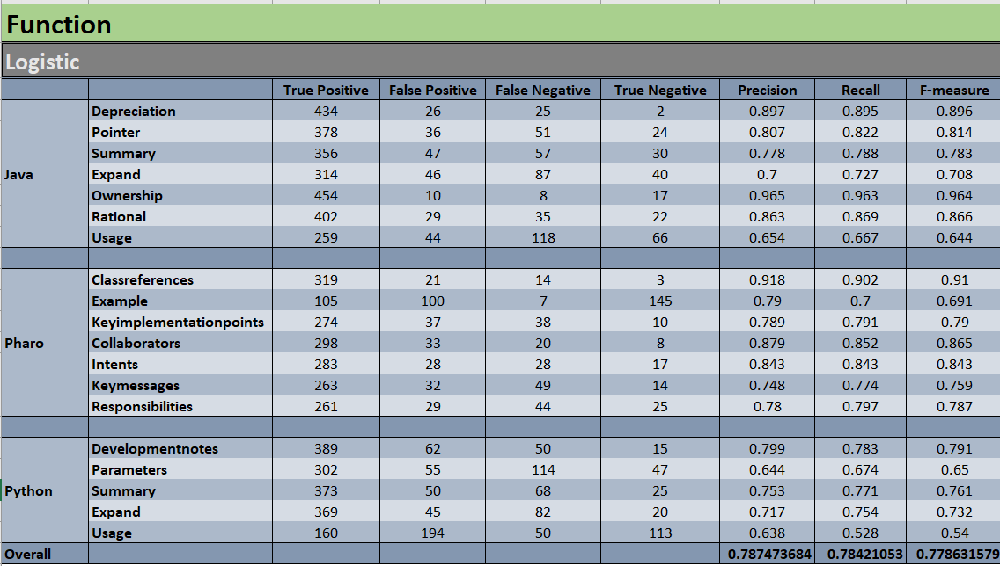 Function
Logistic
True Positive False Positive False Negative True Negative Precision Recall F-measure
Depreciation 434 26 25 2 0.897 0.895 0.896
Pointer 378 36 51 24 0.807 0.822 0.814
Summary 356 47 57 30 0.778 0.788 0.783
Java Expand 314 46 87 40 0.7 0.727 0.708
Ownership 454 10 8 17 0.965 0.963 0.964
Rational 402 29 35 22 0.863 0.869 0.866
Usage 259 44 118 66 0.654 0.667 0.644
Classreferences 319 21 14 3 0.918 0.902 0.91
Example 105 100 7 145 0.79 0.7 0.691
Keyimplementationpoints 274 37 38 10 0.789 0.791 0.79
Pharo Collaborators 298 33 20 8 0.879 0.852 0.865
Intents 283 28 28 17 0.843 0.843 0.843
Keymessages 263 32 49 14 0.748 0.774 0.759
Responsibilities 261 29 44 25 0.78 0.797 0.787
Developmentnotes 389 62 50 15 0.799 0.783 0.791
Parameters 302 55 114 47 0.644 0.674 0.65
Python Summary 373 50 68 25 0.753 0.771 0.761
Expand 369 45 82 20 0.717 0.754 0.732
Usage 160 194 50 113 0.638 0.528 0.54
Overall 0.787473684 0.78421053 0.778631579